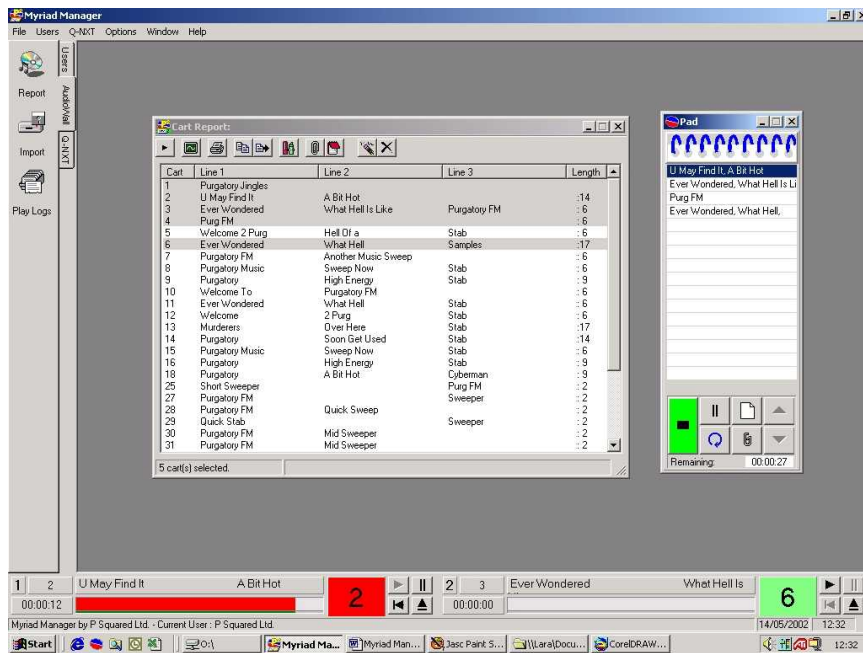 Myriad Manager
File Users Q-NXT Options Window Help
Report
Import
Play Logs
Users
AudioWall
Q-NXT
Cart Report:
Cart Line 1 Line 2 Line 3 Length
1 Purgatory Jingles
2 U May Find It A Bit Hot :14
3 Ever Wondered What Hell Is Like Purgatory FM : 6
4 Purg FM : 6
5 Welcome 2 Purg Hell Of a Stab : 6
6 Ever Wondered What Hell Samples :17
7 Purgatory FM Another Music Sweep : 6
8 Purgatory Music Sweep Now Stab : 6
9 Purgatory High Energy Stab : 9
10 Welcome To Purgatory FM : 6
11 Ever Wondered What Hell Stab : 6
12 Welcome 2 Purg Stab : 6
13 Murderers Over Here Stab :17
14 Purgatory Soon Get Used Stab :14
15 Purgatory Music Sweep Now Stab : 6
16 Purgatory High Energy Stab : 9
18 Purgatory A Bit Hot Cyberman : 9
25 Short Sweeper Purg FM : 2
27 Purgatory FM Sweeper : 2
28 Purgatory FM Quick Sweep : 2
29 Quick Stab Sweeper : 2
30 Purgatory FM Mid Sweeper : 2
31 Purgatory FM Mid Sweeper : 2
5 cart(s) selected.
Pad
U May Find It, A Bit Hot
Ever Wondered, What Hell Is Li
Purg FM
Ever Wondered, What Hell,
Remaining: 00:00:27
1 2 U May Find It A Bit Hot 2
00:00:12
2 3 Ever Wondered What Hell Is 6
00:00:00
Myriad Manager by P Squared Ltd. - Current User : P Squared Ltd. 14/05/2002 12:32
Start O:\ Myriad Ma... Myriad Man... Jasc Paint S... \\Lara\Docu... CorelDRAW... 12:32